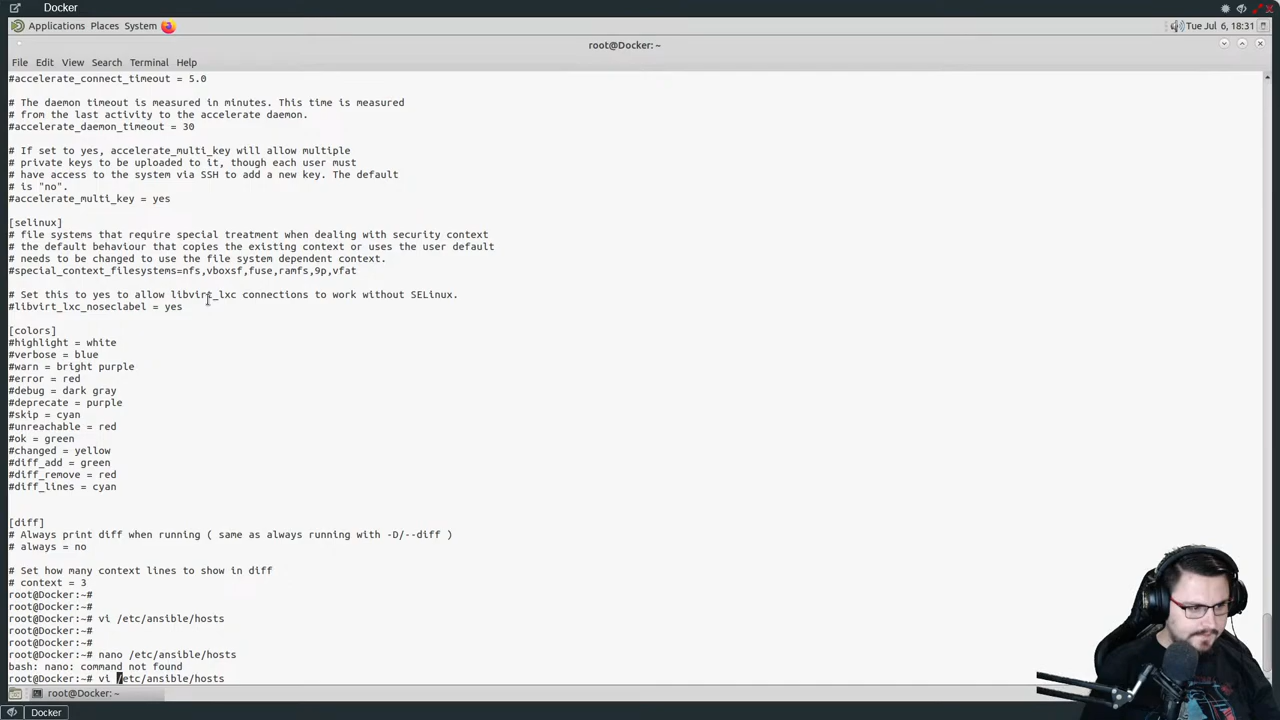 Docker
Applications Places System
Tue Jul 6, 18:31
root@Docker: ~
File Edit View Search Terminal Help
#accelerate_connect_timeout = 5.0
# The daemon timeout is measured in minutes. This time is measured
# from the last activity to the accelerate daemon.
#accelerate_daemon_timeout = 30
# If set to yes, accelerate_multi_key will allow multiple
# private keys to be uploaded to it, though each user must
# have access to the system via SSH to add a new key. The default
# is "no".
#accelerate_multi_key = yes
[selinux]
# file systems that require special treatment when dealing with security context
# the default behaviour that copies the existing context or uses the user default
# needs to be changed to use the file system dependent context.
#special_context_filesystems=nfs,vboxsf,fuse,ramfs,9p,vfat
# Set this to yes to allow libvirt_lxc connections to work without SELinux.
#libvirt_lxc_noseclabel = yes
[colors]
#highlight = white
#verbose = blue
#warn = bright purple
#error = red
#debug = dark gray
#deprecate = purple
#skip = cyan
#unreachable = red
#ok = green
#changed = yellow
#diff_add = green
#diff_remove = red
#diff_lines = cyan
[diff]
# Always print diff when running ( same as always running with -D/--diff )
# always = no
# Set how many context lines to show in diff
# context = 3
root@Docker:~#
root@Docker:~#
root@Docker:~# vi /etc/ansible/hosts
root@Docker:~#
root@Docker:~#
root@Docker:~# nano /etc/ansible/hosts
bash: nano: command not found
root@Docker:~# vi /etc/ansible/hosts
root@Docker: ~
Docker